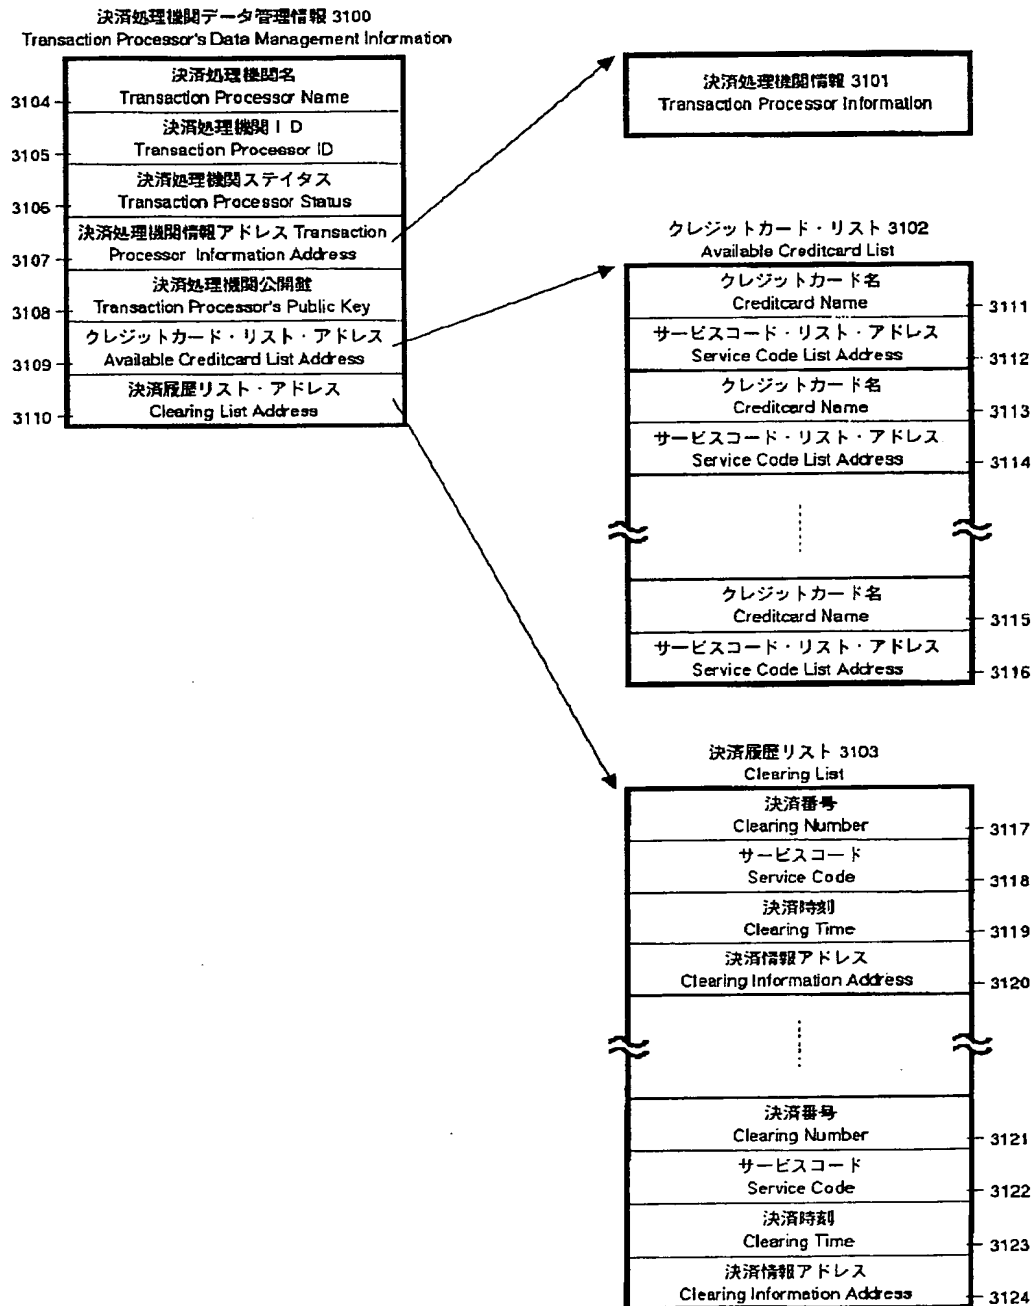 決済処理機関データ管理情報 3100
Transaction Processor's Data Management Information
決済処理機関名
Transaction Processor Name
3104
決済処理機関ID
Transaction Processor ID
3105
決済処理機関ステイタス
Transaction Processor Status
3106
決済処理機関情報アドレス Transaction
Processor Information Address
3107
決済処理機関公開鍵
Transaction Processor's Public Key
3108
クレジットカード・リスト・アドレス
Available Creditcard List Address
3109
決済履歴リスト・アドレス
Clearing List Address
3110
決済処理機関情報 3101
Transaction Processor Information
クレジットカード・リスト 3102
Available Creditcard List
クレジットカード名
Creditcard Name
3111
サービスコード・リスト・アドレス
Service Code List Address
3112
クレジットカード名
Creditcard Name
3113
サービスコード・リスト・アドレス
Service Code List Address
3114
クレジットカード名
Creditcard Name
3115
サービスコード・リスト・アドレス
Service Code List Address
3116
決済履歴リスト 3103
Clearing List
決済番号
Clearing Number
3117
サービスコード
Service Code
3118
決済時刻
Clearing Time
3119
決済情報アドレス
Clearing Information Address
3120
決済番号
Clearing Number
3121
サービスコード
Service Code
3122
決済時刻
Clearing Time
3123
決済情報アドレス
Clearing Information Address
3124